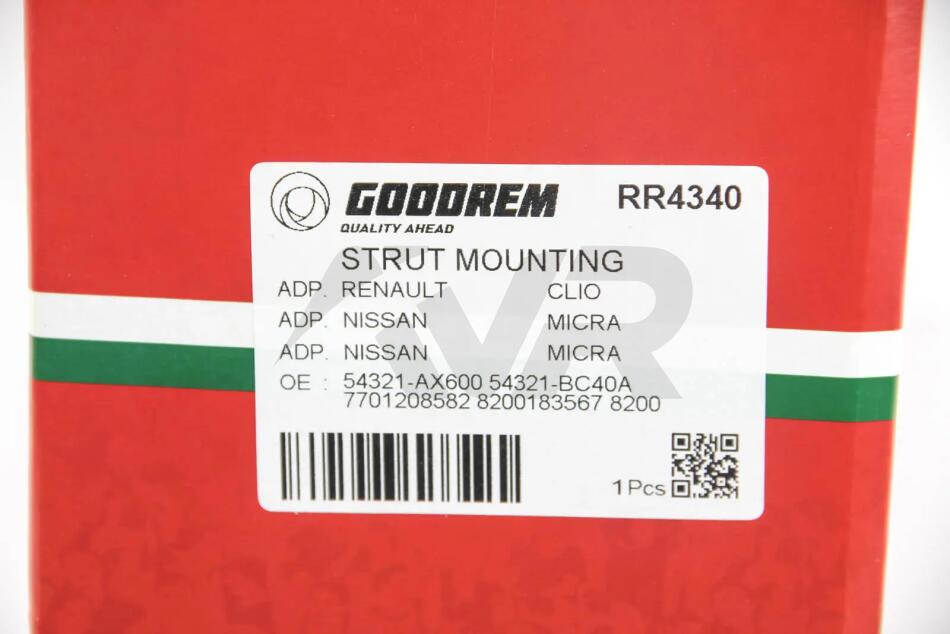 GOODREM RR4340
QUALITY AHEAD
STRUT MOUNTING
ADP. RENAULT CLIO
ADP. NISSAN MICRA
ADP. NISSAN MICRA
OE : 54321-AX600 54321-BC40A
7701208582 8200183567 8200
1 Pcs
VR